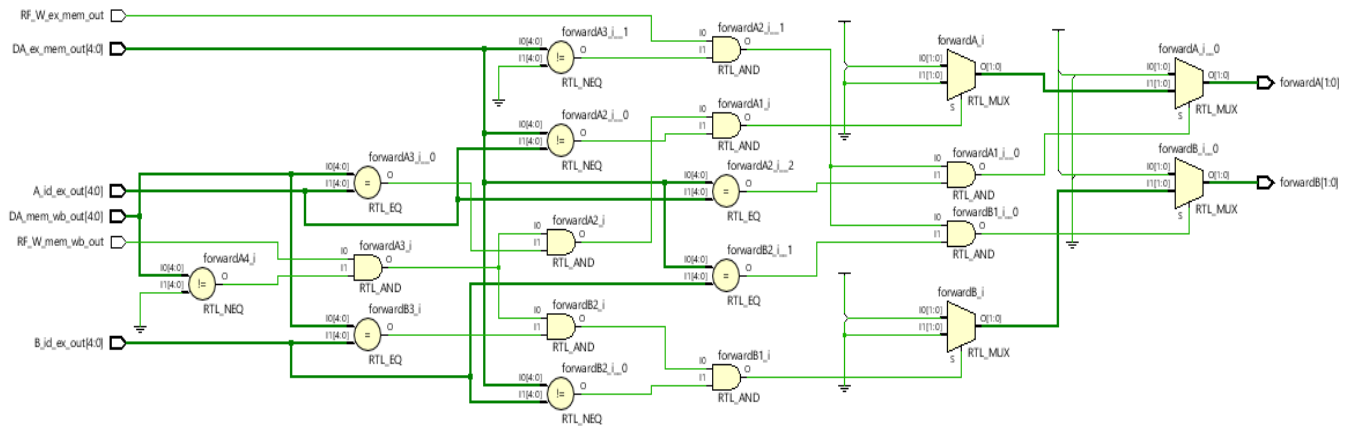 RF_W_ex_mem_out
DA_ex_mem_out[4:0]
A_id_ex_out[4:0]
DA_mem_wb_out[4:0]
RF_W_mem_wb_out
B_id_ex_out[4:0]
forwardA4_i
I0[4:0]
I1[4:0]
!=
O
RTL_NEQ
forwardA3_i__0
I0[4:0]
I1[4:0]
=
O
RTL_EQ
forwardA3_i
I0
I1
O
RTL_AND
forwardB3_i
I0[4:0]
I1[4:0]
=
O
RTL_EQ
forwardA3_i__1
I0[4:0]
I1[4:0]
!=
O
RTL_NEQ
forwardA2_i__0
I0[4:0]
I1[4:0]
!=
O
RTL_NEQ
forwardA2_i
I0
I1
O
RTL_AND
forwardB2_i
I0
I1
O
RTL_AND
forwardB2_i__0
I0[4:0]
I1[4:0]
!=
O
RTL_NEQ
forwardA2_i__1
I0
I1
O
RTL_AND
forwardA1_i
I0
I1
O
RTL_AND
forwardA2_i__2
I0[4:0]
I1[4:0]
=
O
RTL_EQ
forwardB2_i__1
I0[4:0]
I1[4:0]
=
O
RTL_EQ
forwardB1_i
I0
I1
O
RTL_AND
forwardA_i
I0[1:0]
I1[1:0]
S
O[1:0]
RTL_MUX
forwardA1_i__0
I0
I1
O
RTL_AND
forwardB1_i__0
I0
I1
O
RTL_AND
forwardB_i
I0[1:0]
I1[1:0]
S
O[1:0]
RTL_MUX
forwardA_i__0
I0[1:0]
I1[1:0]
S
O[1:0]
RTL_MUX
forwardB_i__0
I0[1:0]
I1[1:0]
S
O[1:0]
RTL_MUX
forwardA[1:0]
forwardB[1:0]